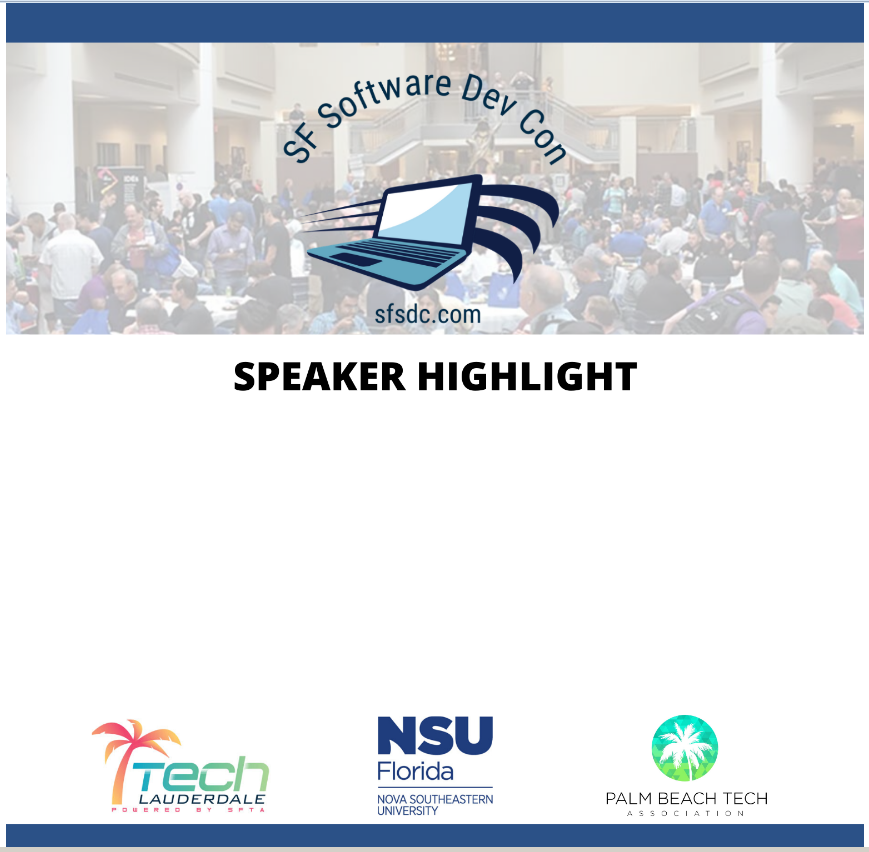 SF Software Dev Con
sfsdc.com
SPEAKER HIGHLIGHT
Tech
LAUDERDALE
POWERED BY SFTA
NSU
Florida
NOVA SOUTHEASTERN
UNIVERSITY
PALM BEACH TECH
ASSOCIATION